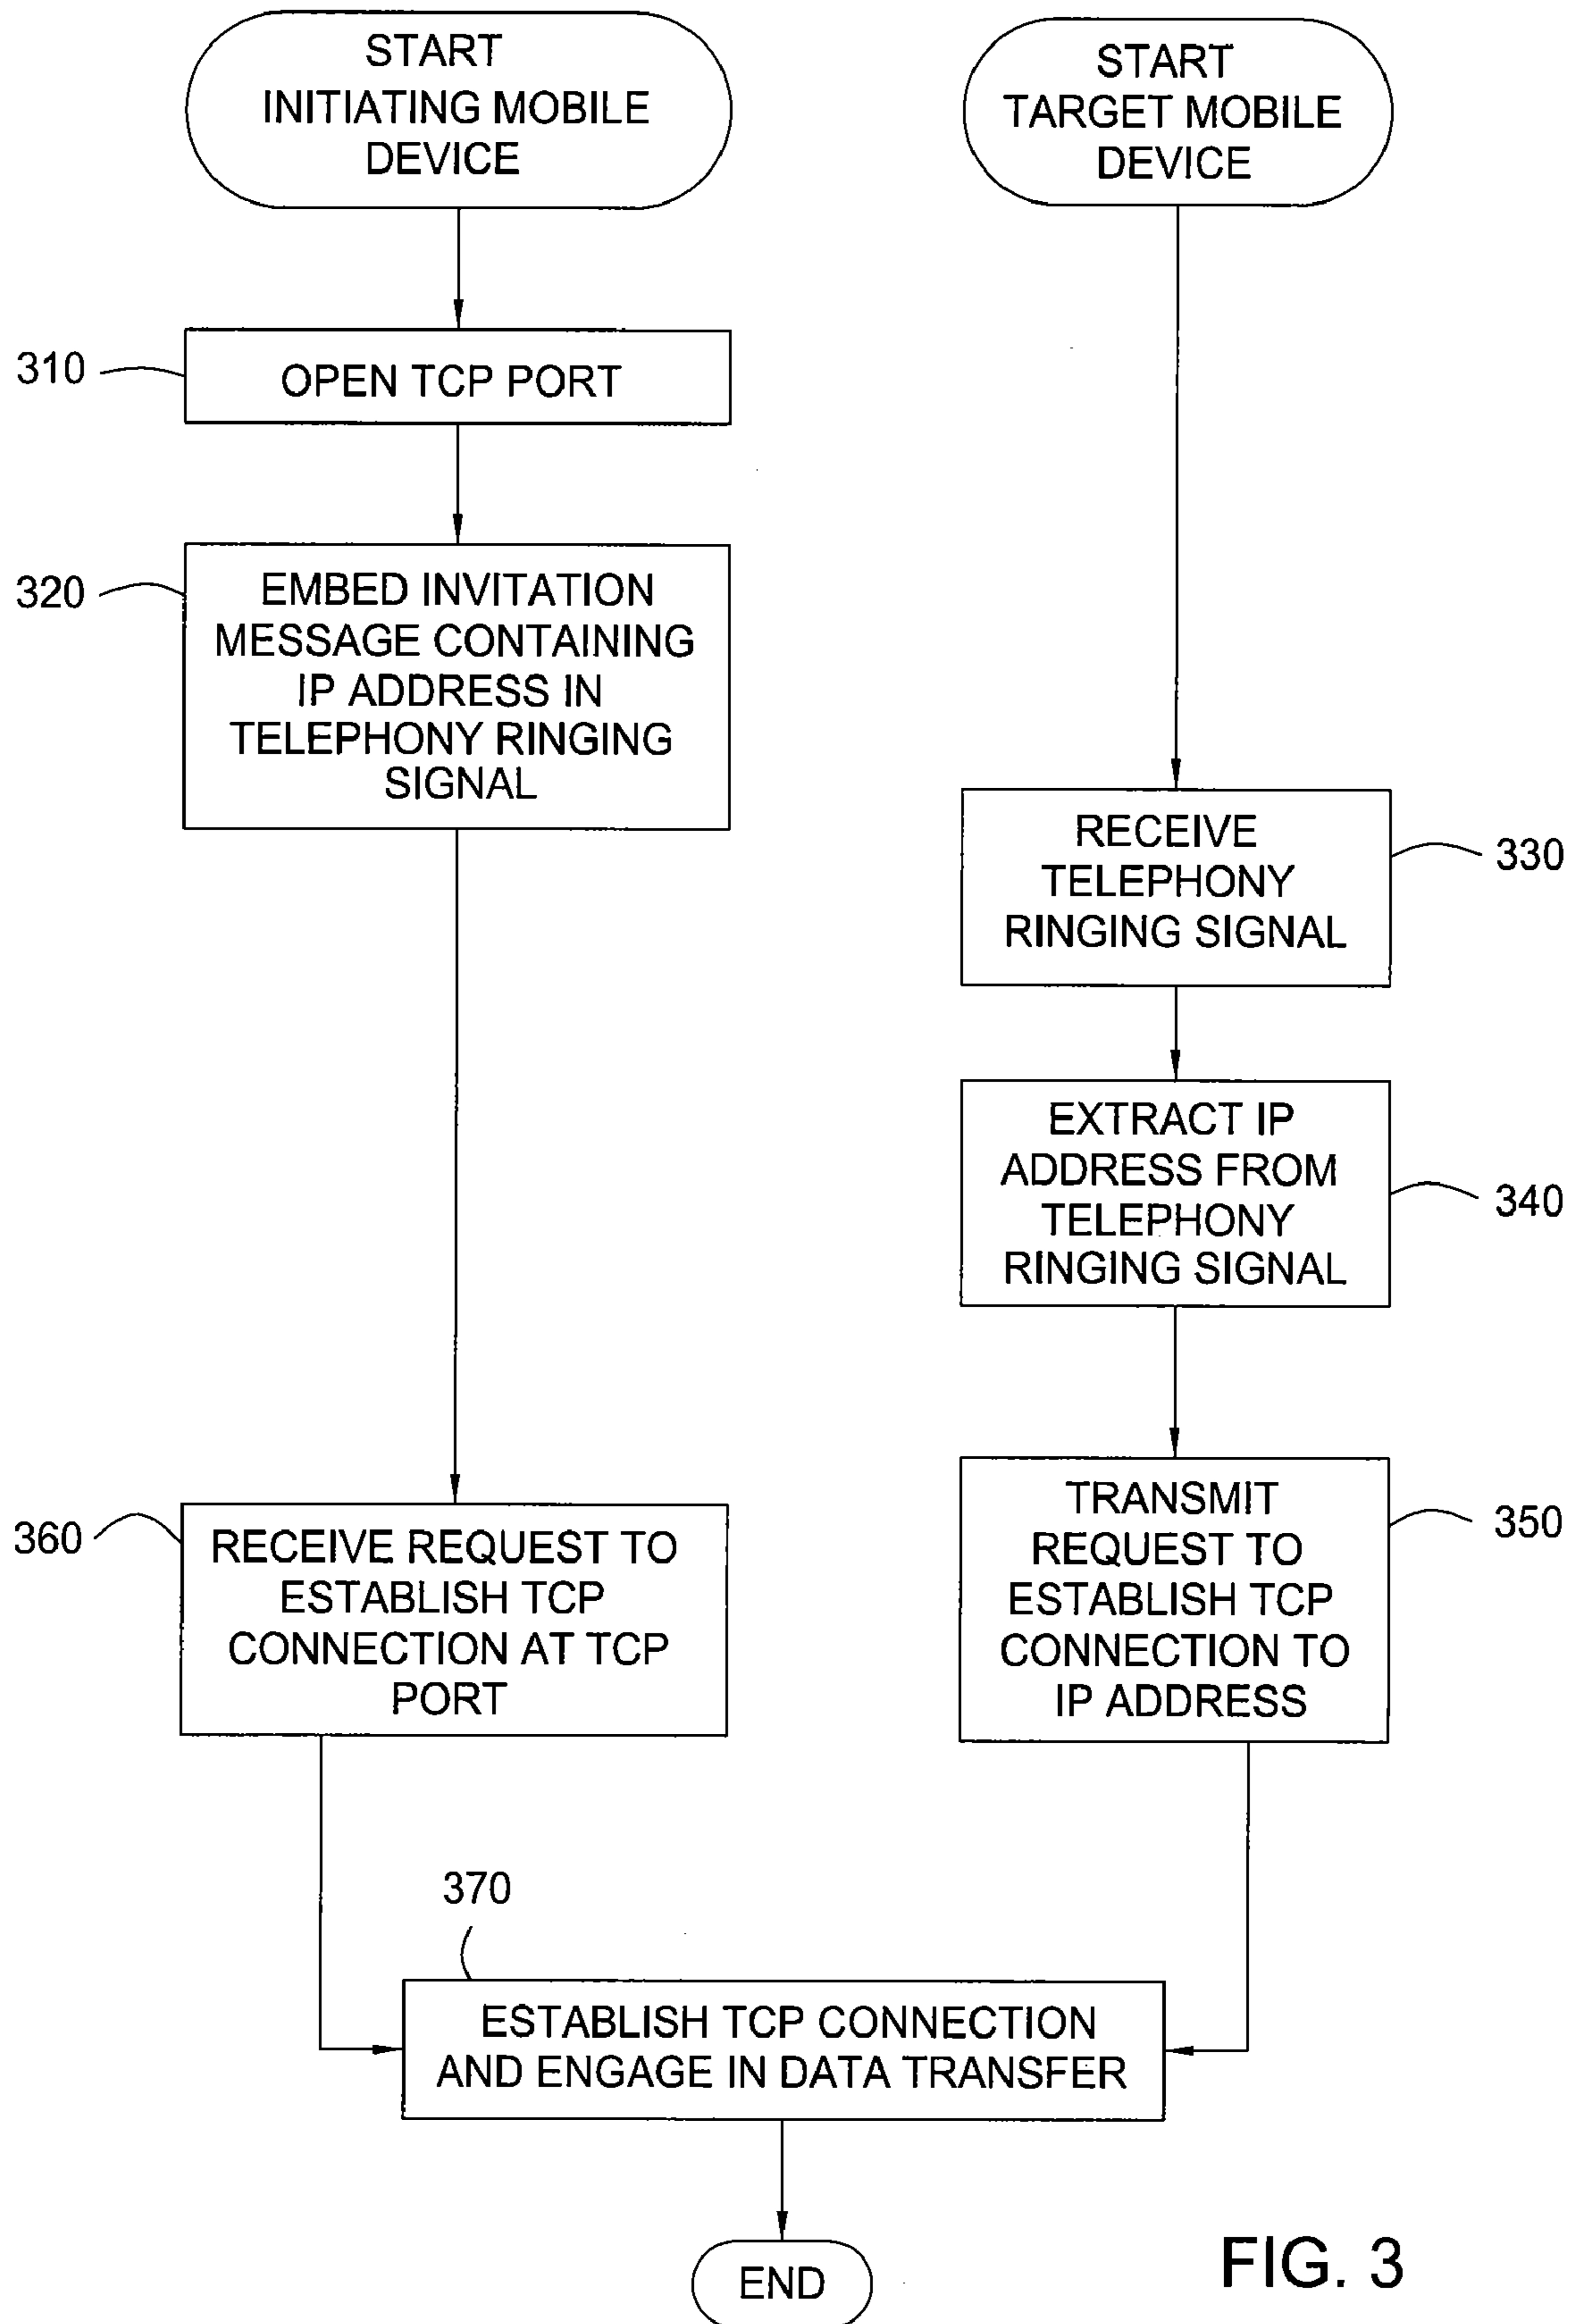 START
INITIATING MOBILE
DEVICE
START
TARGET MOBILE
DEVICE
310
OPEN TCP PORT
320
EMBED INVITATION
MESSAGE CONTAINING
IP ADDRESS IN
TELEPHONY RINGING
SIGNAL
RECEIVE
TELEPHONY
RINGING SIGNAL
330
EXTRACT IP
ADDRESS FROM
TELEPHONY
RINGING SIGNAL
340
TRANSMIT
REQUEST TO
ESTABLISH TCP
CONNECTION TO
IP ADDRESS
350
360
RECEIVE REQUEST TO
ESTABLISH TCP
CONNECTION AT TCP
PORT
370
ESTABLISH TCP CONNECTION
AND ENGAGE IN DATA TRANSFER
END
FIG. 3